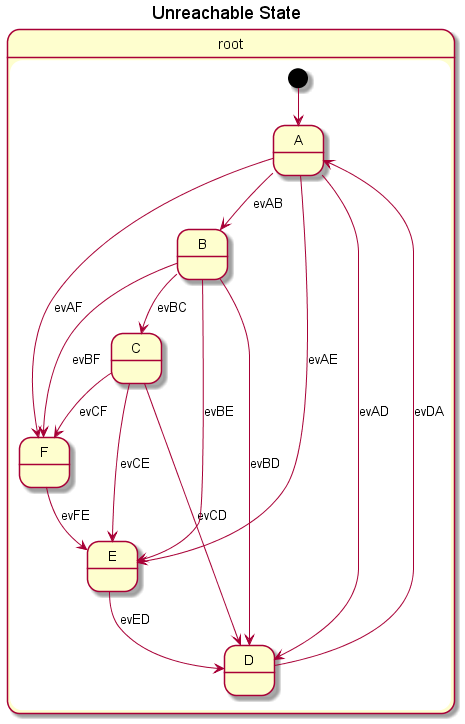 Unreachable State
root
A
evAB
B
evAF
evBC
C
evBF
evAE
evCF
evBE
evAD
evDA
F
evCE
evBD
evFE
evCD
E
evED
D